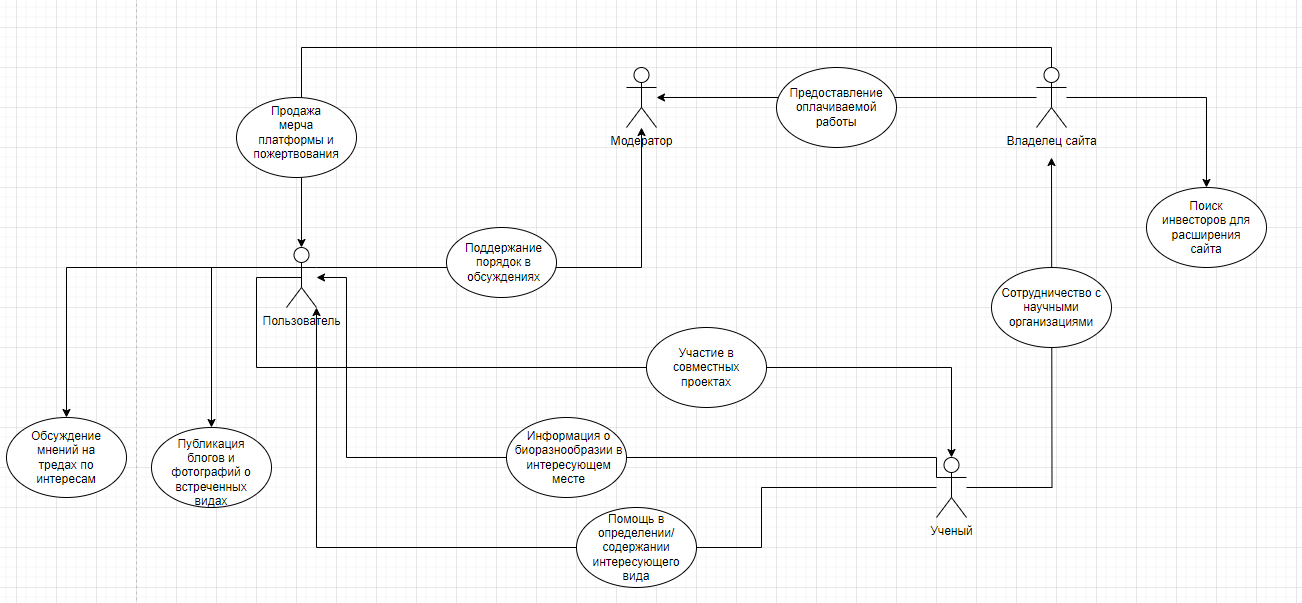 Продажа
мерча
платформы и
пожертвования
Модератор
Предоставление
оплачиваемой
работы
Владелец сайта
Поиск
инвесторов для
расширения
сайта
Поддержание
порядок в
обсуждениях
Пользователь
Сотрудничество с
научными
организациями
Участие в
совместных
проектах
Обсуждение
мнений на
тредах по
интересам
Публикация
блогов и
фотографий о
встреченных
видах
Информация о
биоразнообразии в
интересующем
месте
Ученый
Помощь в
определении/
содержании
интересующего
вида